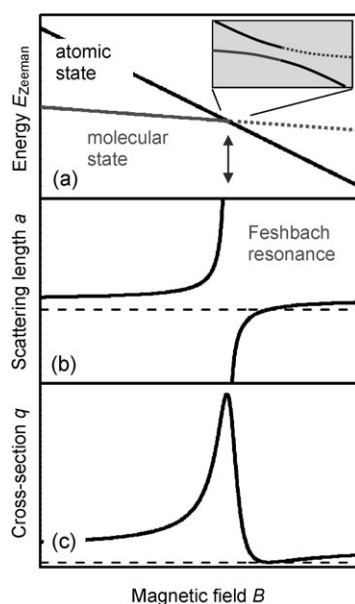 Energy E_Zeeman
atomic
state
molecular
state
(a)
Scattering length a
Feshbach
resonance
(b)
Cross-section q
(c)
Magnetic field B